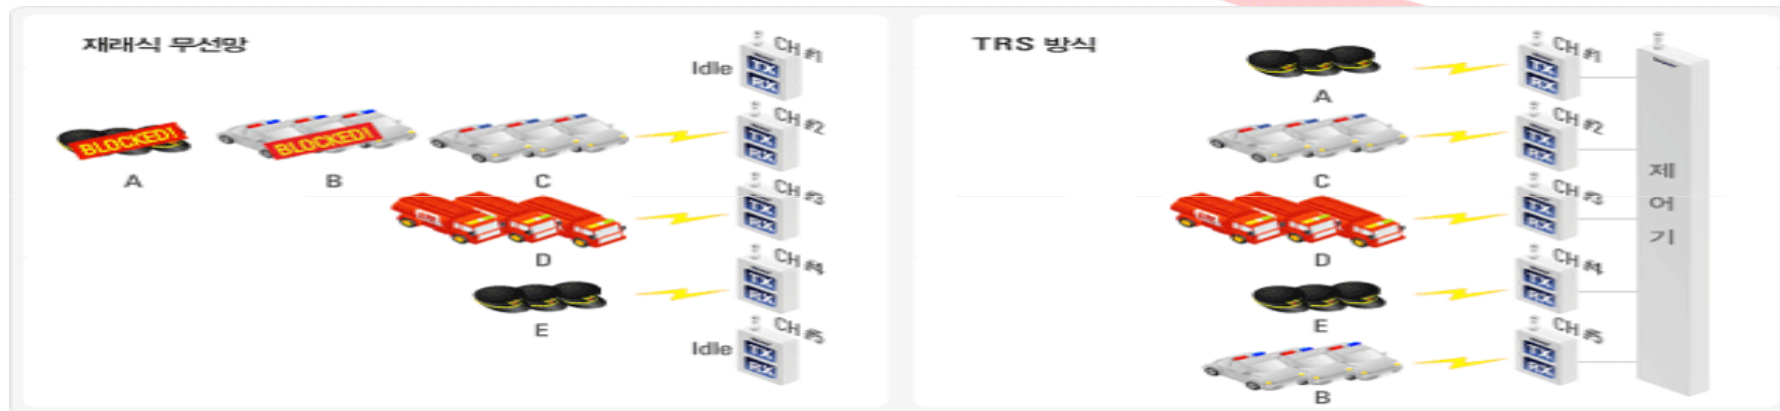 재래식 무선망
Idle
CH #1
TX
RX
BLOCKED!
BLOCKED!
CH #2
TX
RX
A
B
C
CH #3
TX
RX
D
CH #4
TX
RX
E
Idle
CH #5
TX
RX
TRS 방식
CH #1
TX
RX
A
CH #2
TX
RX
C
CH #3
TX
RX
D
CH #4
TX
RX
E
CH #5
TX
RX
B
제
어
기